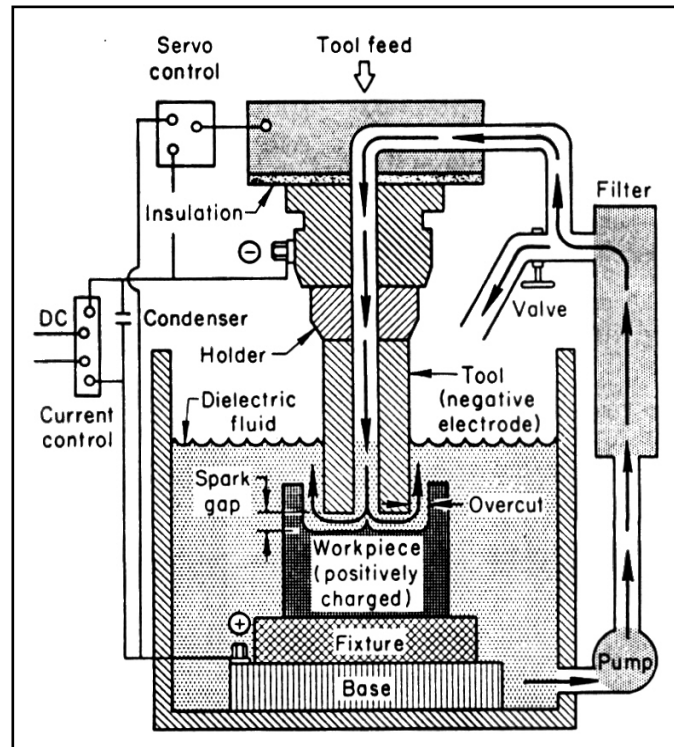 Tool feed
Servo
control
Filter
Insulation
−
Valve
DC
Condenser
Holder
Current
control
Tool
(negative
electrode)
Dielectric
fluid
Spark
gap
Overcut
Workpiece
(positively
charged)
+
Fixture
Pump
Base